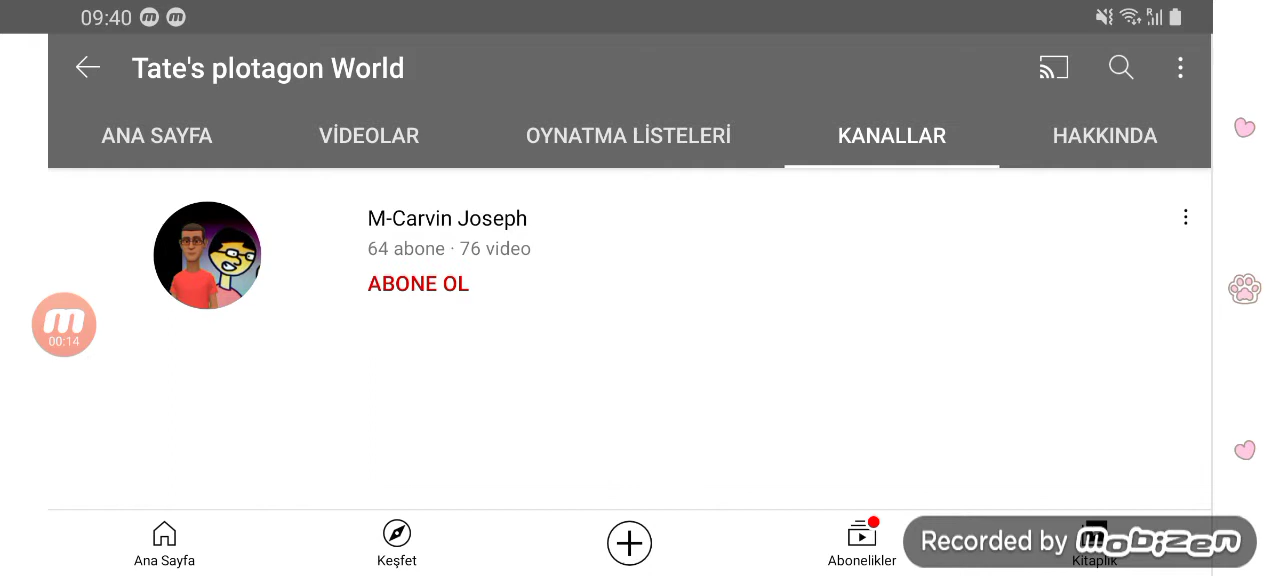 09:40
Tate's plotagon World
ANA SAYFA VİDEOLAR OYNATMA LİSTELERİ KANALLAR HAKKINDA
M-Carvin Joseph
64 abone · 76 video
ABONE OL
00:14
Recorded by mobizen
Ana Sayfa Keşfet Abonelikler Kitaplık